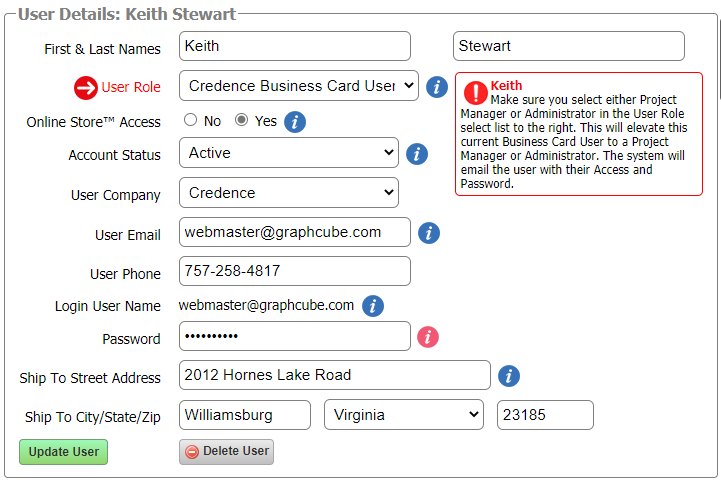 User Details: Keith Stewart
First & Last Names Keith Stewart
User Role Credence Business Card User
Keith
Make sure you select either Project
Manager or Administrator in the User Role
select list to the right. This will elevate this
current Business Card User to a Project
Manager or Administrator. The system will
email the user with their Access and
Password.
Online Store™ Access No Yes
Account Status Active
User Company Credence
User Email webmaster@graphcube.com
User Phone 757-258-4817
Login User Name webmaster@graphcube.com
Password ••••••••••
Ship To Street Address 2012 Hornes Lake Road
Ship To City/State/Zip Williamsburg Virginia 23185
Update User Delete User